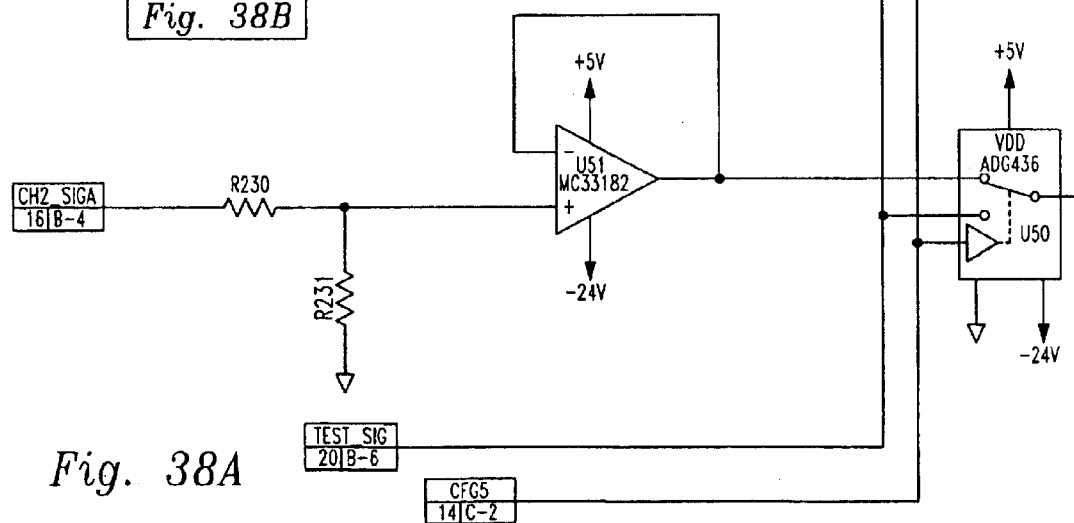 Fig. 38B
+5V
+5V
VDD
ADG436
U51
MC33182
−
+
CH2_SIGA
16|B-4
R230
U50
R231
-24V
-24V
TEST_SIG
20|B-6
Fig. 38A
CFG5
14|C-2